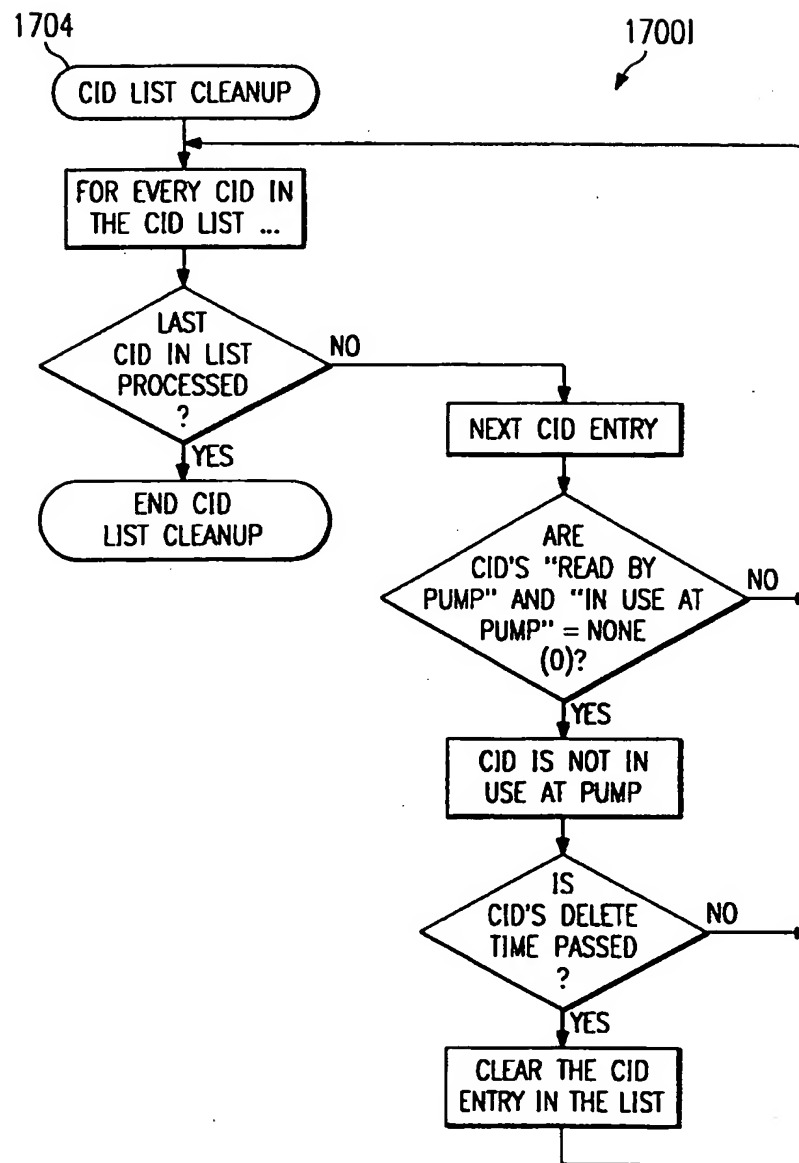 1704
1700I
CID LIST CLEANUP
FOR EVERY CID IN
THE CID LIST ...
LAST
CID IN LIST
PROCESSED
?
NO
YES
END CID
LIST CLEANUP
NEXT CID ENTRY
ARE
CID'S "READ BY
PUMP" AND "IN USE AT
PUMP" = NONE
(0)?
NO
YES
CID IS NOT IN
USE AT PUMP
IS
CID'S DELETE
TIME PASSED
?
NO
YES
CLEAR THE CID
ENTRY IN THE LIST